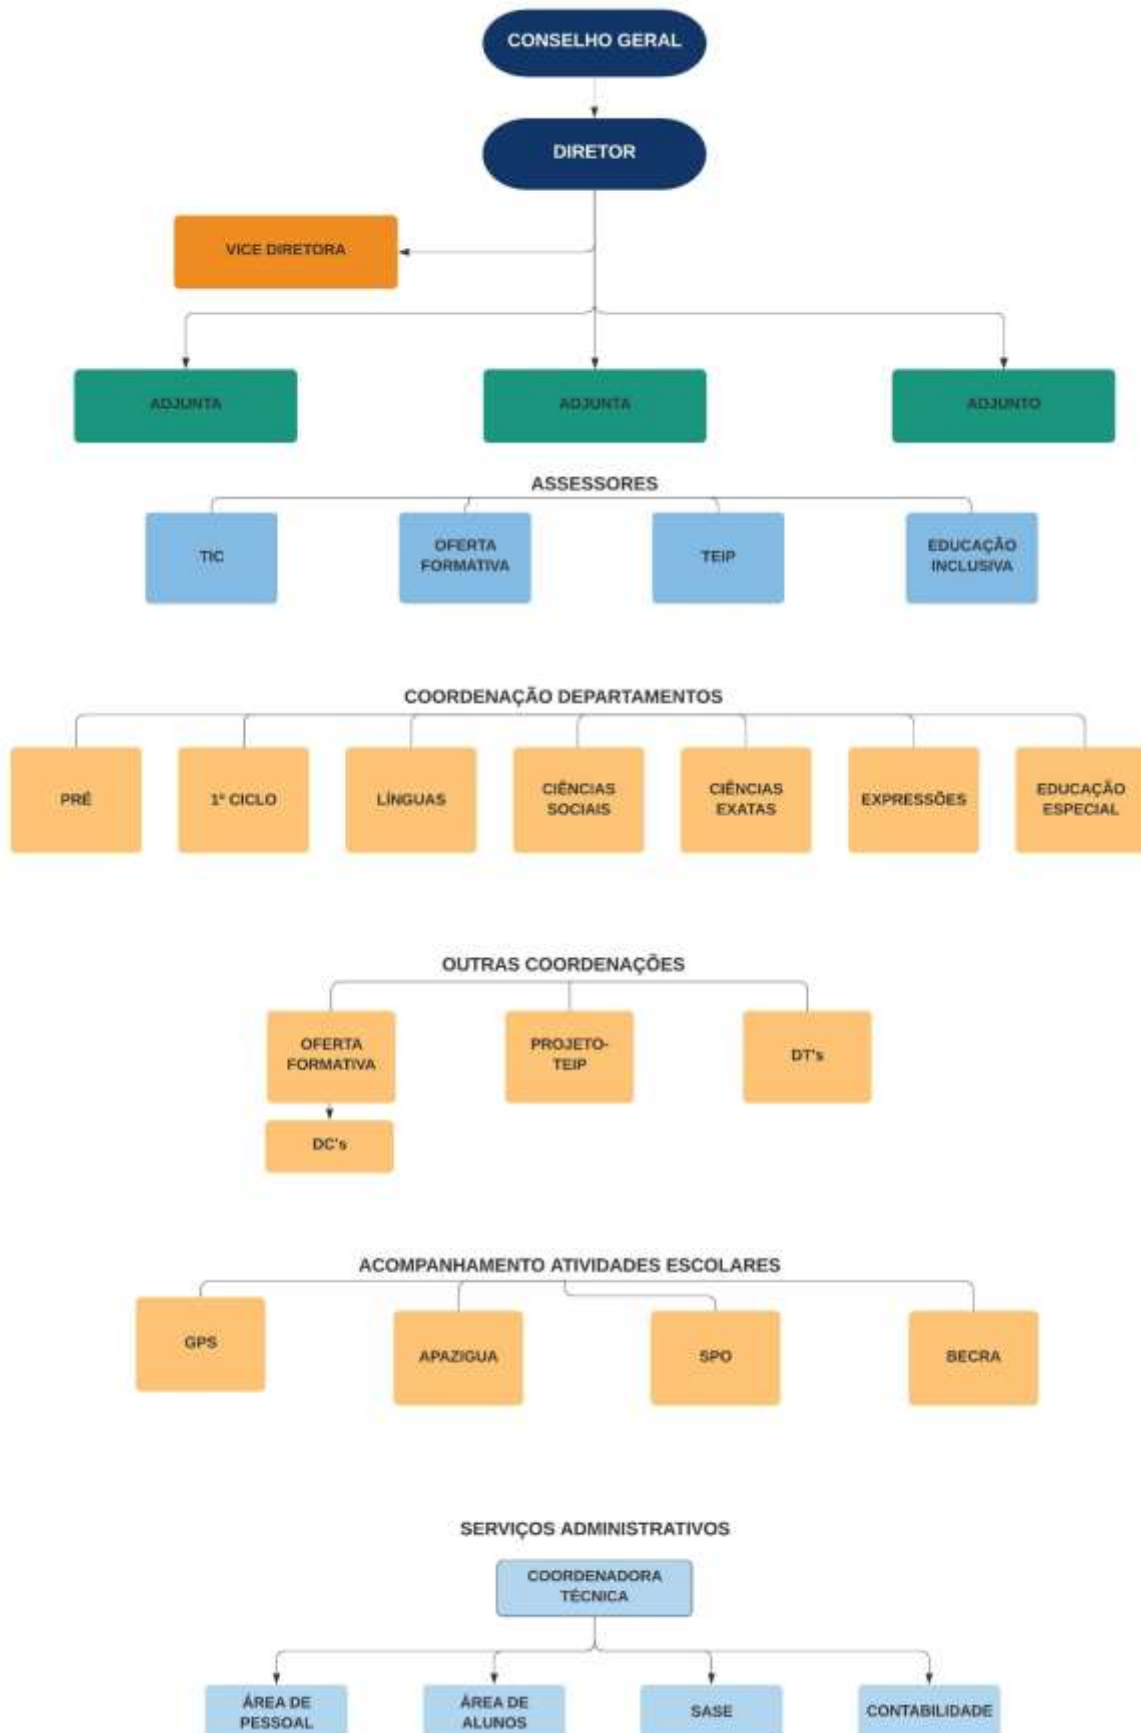 CONSELHO GERAL
DIRETOR
VICE DIRETORA
ADJUNTA
ADJUNTA
ADJUNTO
ASSESSORES
TIC
OFERTA
FORMATIVA
TEIP
EDUCAÇÃO
INCLUSIVA
COORDENAÇÃO DEPARTAMENTOS
PRÉ
1º CICLO
LÍNGUAS
CIÊNCIAS
SOCIAIS
CIÊNCIAS
EXATAS
EXPRESSÕES
EDUCAÇÃO
ESPECIAL
OUTRAS COORDENAÇÕES
OFERTA
FORMATIVA
PROJETO-
TEIP
DT's
DC's
ACOMPANHAMENTO ATIVIDADES ESCOLARES
GPS
APAZIGUA
SPO
BECRA
SERVIÇOS ADMINISTRATIVOS
COORDENADORA
TÉCNICA
ÁREA DE
PESSOAL
ÁREA DE
ALUNOS
SASE
CONTABILIDADE